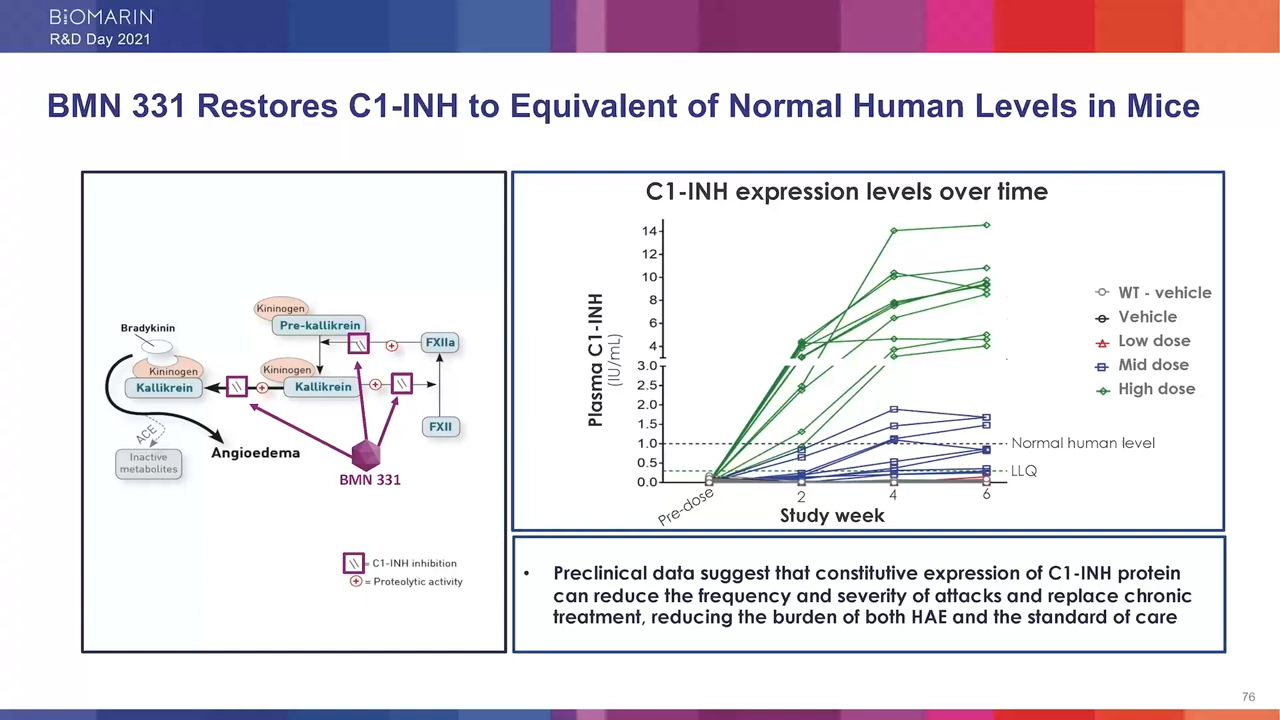 BIOMARIN
R&D Day 2021
BMN 331 Restores C1-INH to Equivalent of Normal Human Levels in Mice
Kininogen
Pre-kallikrein
Bradykinin
FXIIa
Kininogen
Kininogen
Kallikrein
Kallikrein
FXII
ACE
Angioedema
Inactive
metabolites
BMN 331
= C1-INH inhibition
= Proteolytic activity
C1-INH expression levels over time
Plasma C1-INH
(IU/mL)
14
12
10
8
6
4
3.0
2.5
2.0
1.5
1.0
0.5
0.0
Normal human level
LLQ
Pre-dose
2
4
6
Study week
WT - vehicle
Vehicle
Low dose
Mid dose
High dose
• Preclinical data suggest that constitutive expression of C1-INH protein
can reduce the frequency and severity of attacks and replace chronic
treatment, reducing the burden of both HAE and the standard of care
76